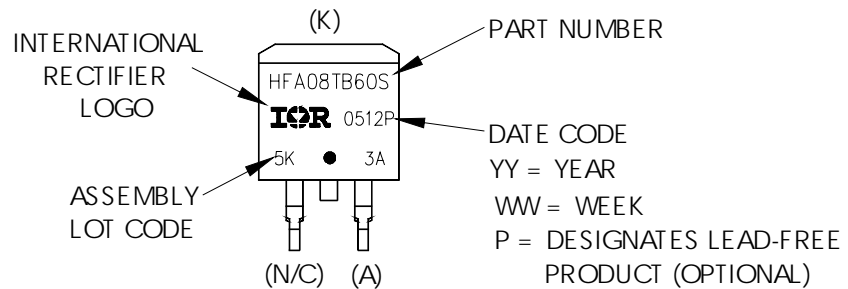 (K)
INTERNATIONAL
RECTIFIER
LOGO
PART NUMBER
HFA08TB60S
IOR 0512P
5K 3A
ASSEMBLY
LOT CODE
DATE CODE
YY = YEAR
WW = WEEK
P = DESIGNATES LEAD-FREE
PRODUCT (OPTIONAL)
(N/C) (A)